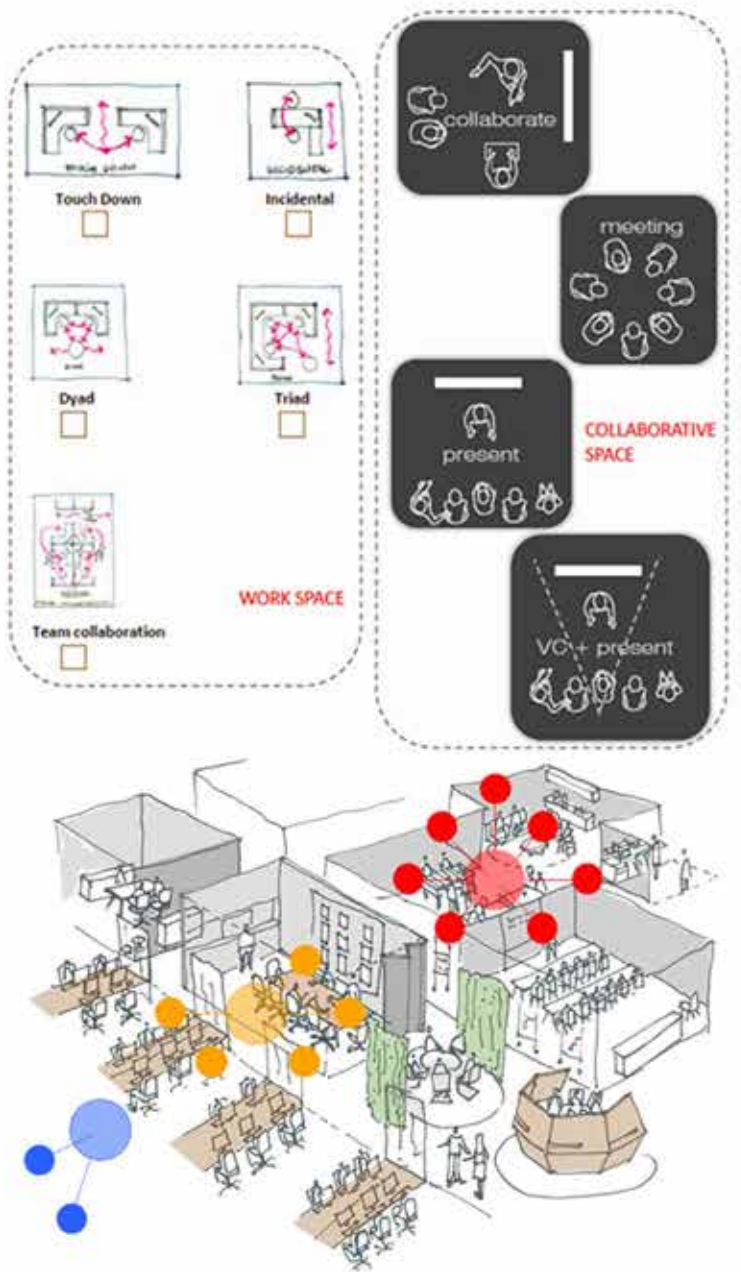 Touch Down
Incidental
Dyad
Triad
Team collaboration
WORK SPACE
collaborate
meeting
present
COLLABORATIVE
SPACE
VC + present